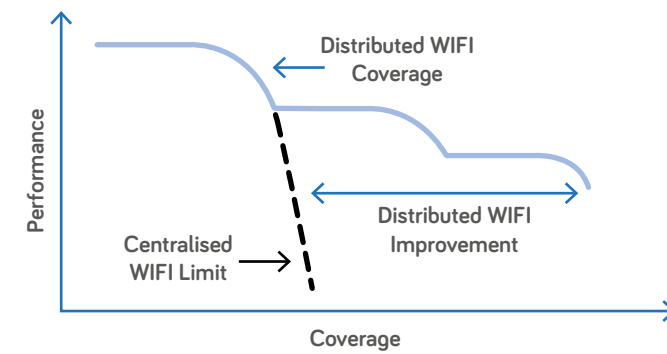 Distributed WIFI
Coverage
Performance
Distributed WIFI
Improvement
Centralised
WIFI Limit
Coverage